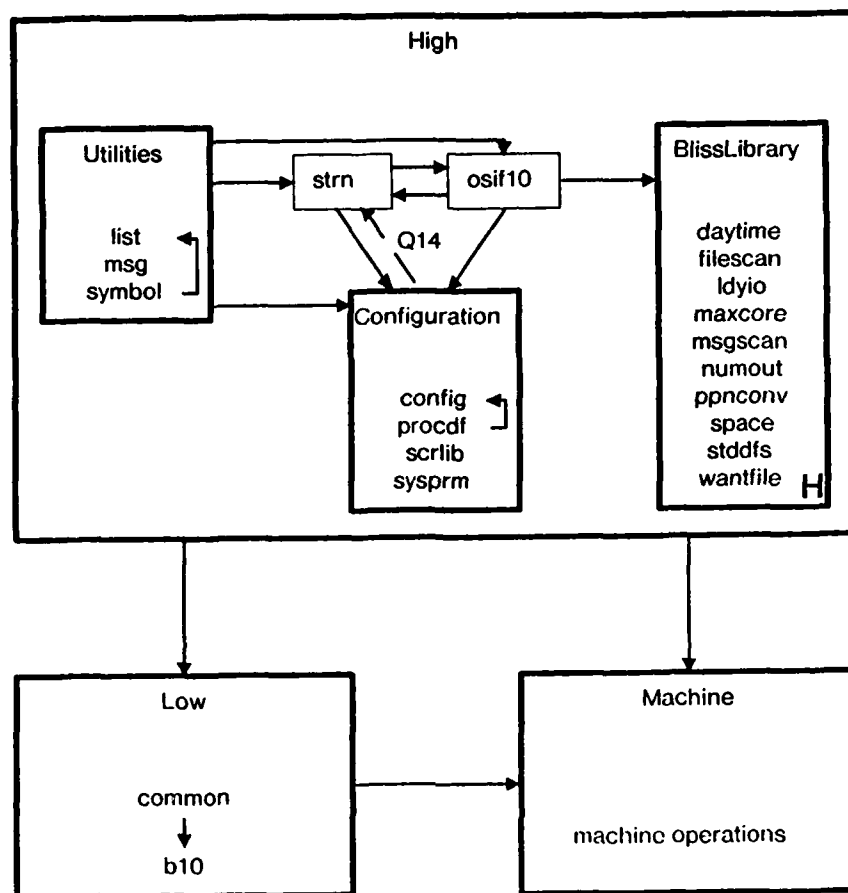 High
Utilities
list
msg
symbol
strn
osif10
Q14
Configuration
config
procdf
scrlib
sysprm
BlissLibrary
daytime
filescan
ldyio
maxcore
msgscan
numout
ppnconv
space
stddfs
wantfile
H
Low
common
b10
Machine
machine operations